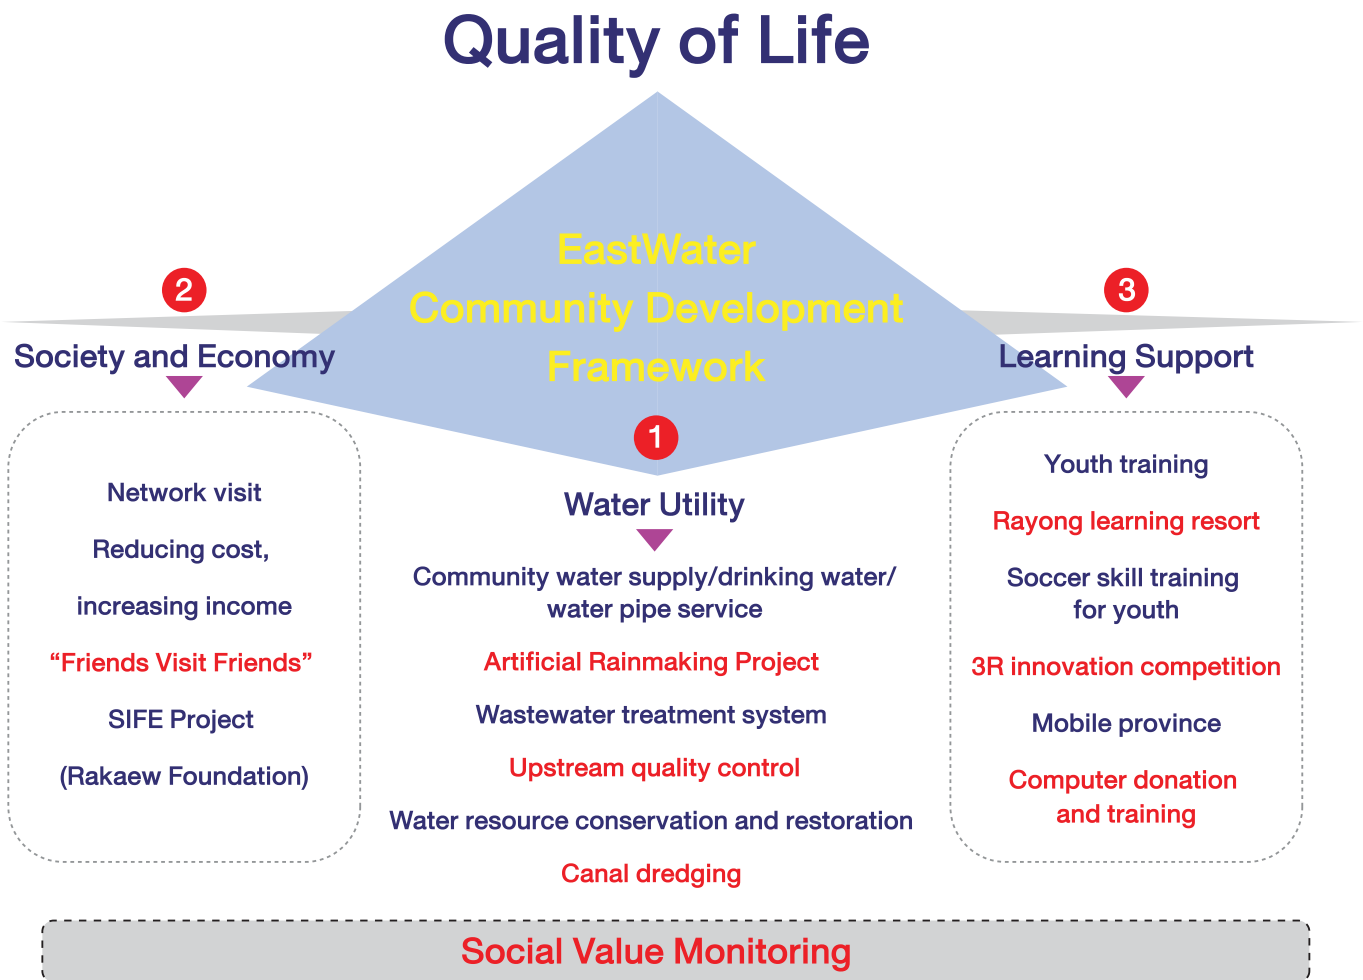 Quality of Life
EastWater
Community Development
Framework
1
Water Utility
Community water supply/drinking water/
water pipe service
Artificial Rainmaking Project
Wastewater treatment system
Upstream quality control
Water resource conservation and restoration
Canal dredging
2
Society and Economy
Network visit
Reducing cost,
increasing income
“Friends Visit Friends”
SIFE Project
(Rakaew Foundation)
3
Learning Support
Youth training
Rayong learning resort
Soccer skill training
for youth
3R innovation competition
Mobile province
Computer donation
and training
Social Value Monitoring